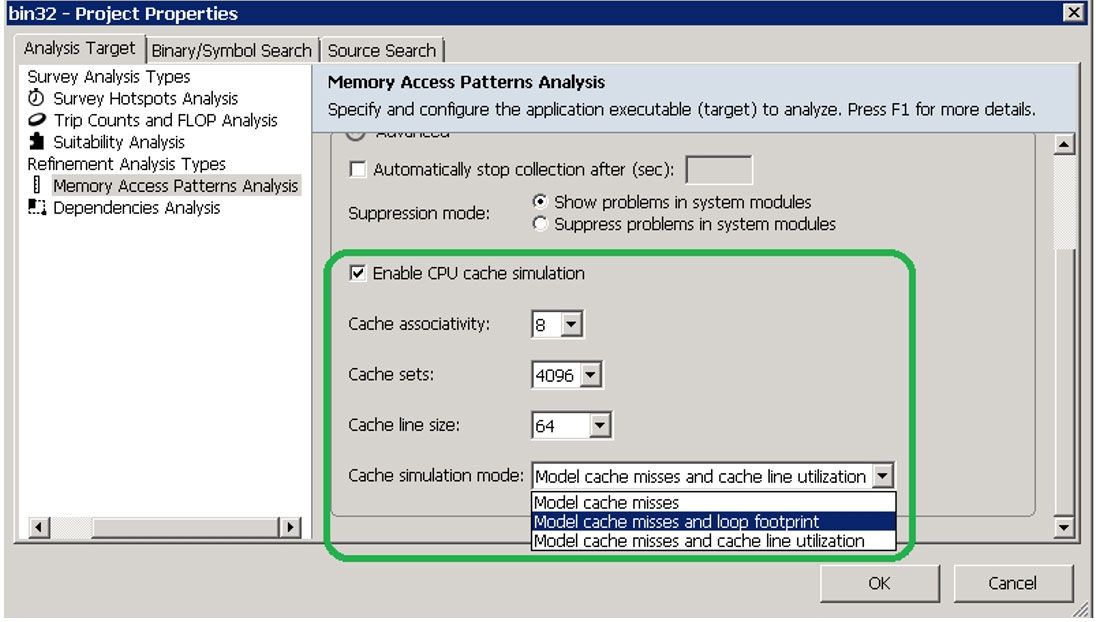 bin32 - Project Properties
Analysis Target Binary/Symbol Search Source Search
Survey Analysis Types
Survey Hotspots Analysis
Trip Counts and FLOP Analysis
Suitability Analysis
Refinement Analysis Types
Memory Access Patterns Analysis
Dependencies Analysis
Memory Access Patterns Analysis
Specify and configure the application executable (target) to analyze. Press F1 for more details.
Advanced
Automatically stop collection after (sec):
Suppression mode:
Show problems in system modules
Suppress problems in system modules
Enable CPU cache simulation
Cache associativity: 8
Cache sets: 4096
Cache line size: 64
Cache simulation mode: Model cache misses and cache line utilization
Model cache misses
Model cache misses and loop footprint
Model cache misses and cache line utilization
OK Cancel